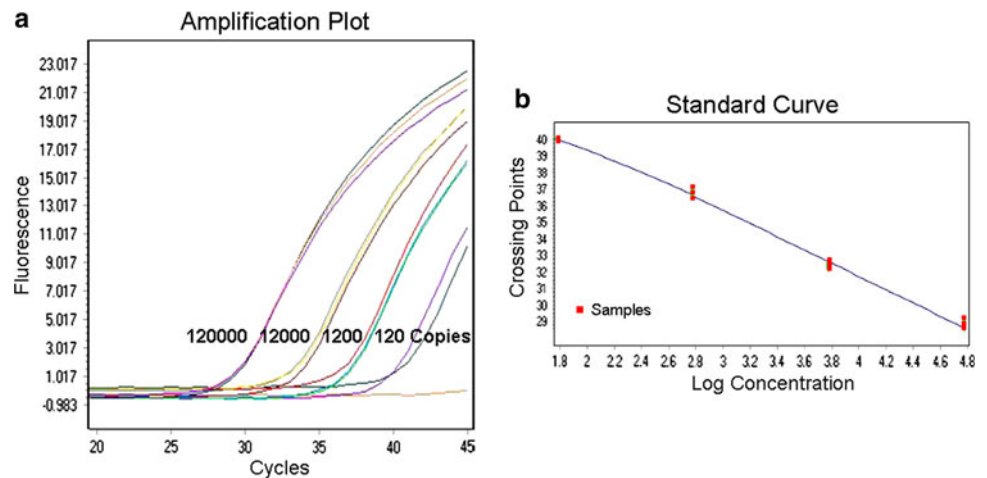 a
Amplification Plot
23.017
21.017
19.017
17.017
15.017
13.017
11.017
9.017
7.017
5.017
3.017
1.017
-0.983
Fluorescence
120000 12000 1200 120 Copies
20 25 30 35 40 45
Cycles
b
Standard Curve
40
39
38
37
36
35
34
33
32
31
30
29
Crossing Points
Samples
1.8 2 2.2 2.4 2.6 2.8 3 3.2 3.4 3.6 3.8 4 4.2 4.4 4.6 4.8
Log Concentration